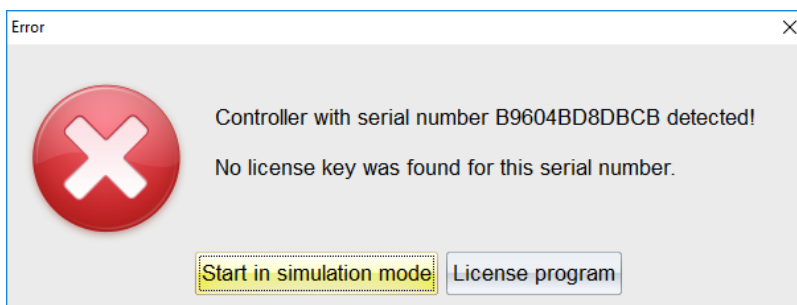 Error
Controller with serial number B9604BD8DBCB detected!
No license key was found for this serial number.
Start in simulation mode
License program